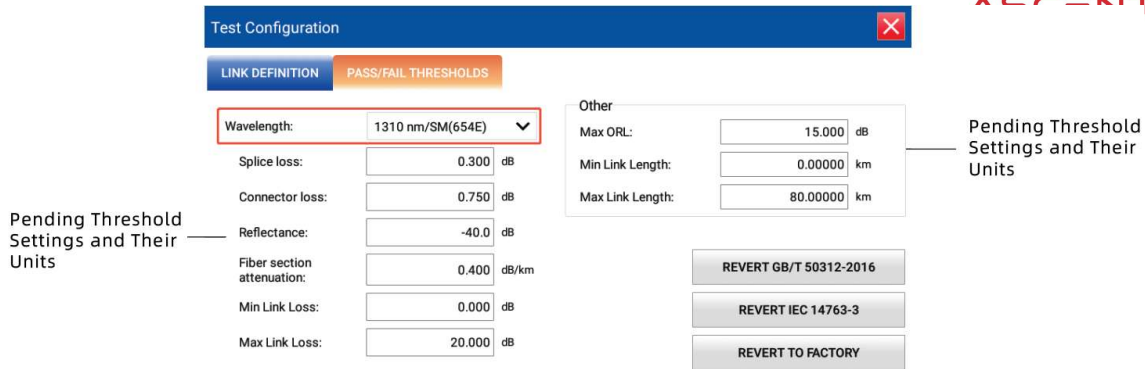 Test Configuration
LINK DEFINITION
PASS/FAIL THRESHOLDS
Wavelength: 1310 nm/SM(654E)
Splice loss: 0.300 dB
Connector loss: 0.750 dB
Reflectance: -40.0 dB
Fiber section
attenuation: 0.400 dB/km
Min Link Loss: 0.000 dB
Max Link Loss: 20.000 dB
Pending Threshold
Settings and Their
Units
Other
Max ORL: 15.000 dB
Min Link Length: 0.00000 km
Max Link Length: 80.00000 km
REVERT GB/T 50312-2016
REVERT IEC 14763-3
REVERT TO FACTORY
Pending Threshold
Settings and Their
Units